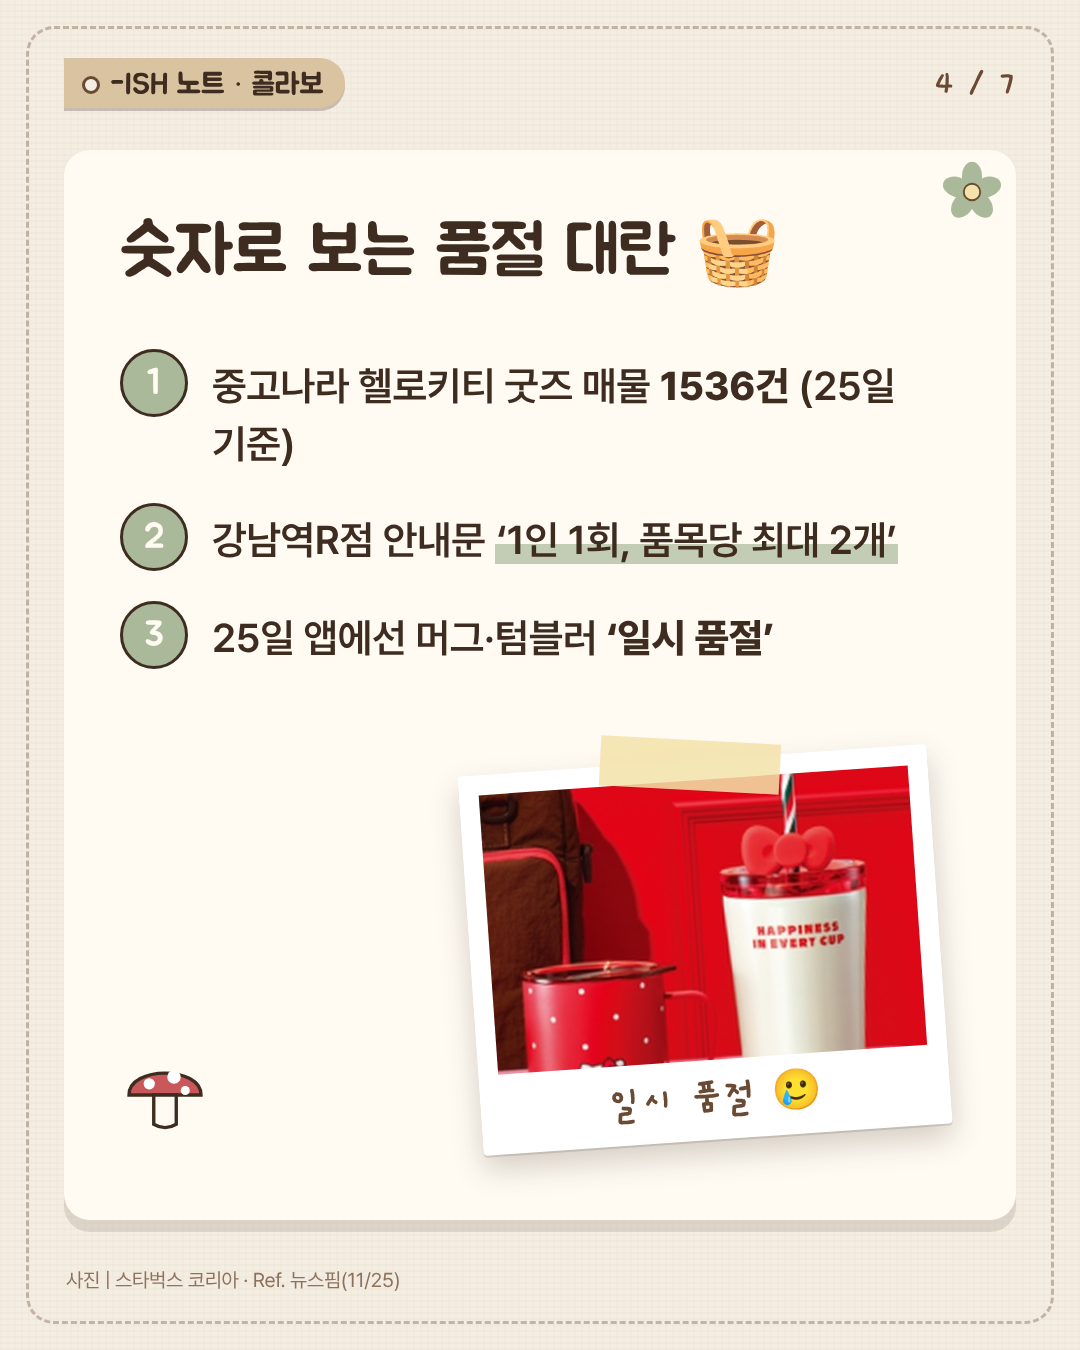 -ISH 노트 · 콜라보
4 / 7
숫자로 보는 품절 대란
1 중고나라 헬로키티 굿즈 매물 1536건 (25일
기준)
2 강남역R점 안내문 ‘1인 1회, 품목당 최대 2개’
3 25일 앱에선 머그·텀블러 ‘일시 품절’
HAPPINESS
IN EVERT CUP
일시 품절
사진 | 스타벅스 코리아 · Ref. 뉴스핌(11/25)